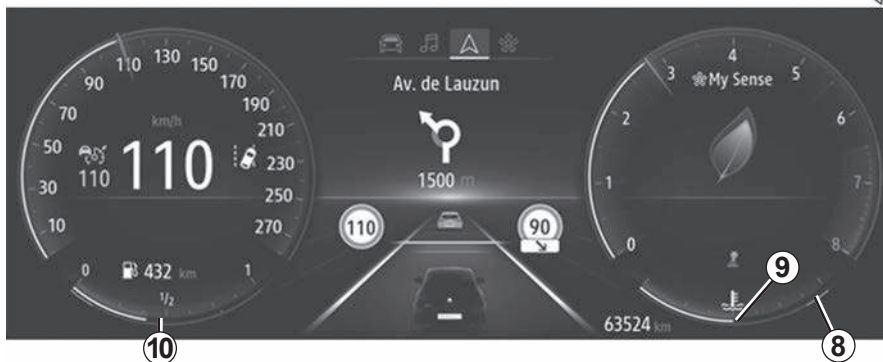 Av. de Lauzun
1500 m
110 90
km/h
110
110
10 30 50 70 90 110 130 150 170 190 210 230 250 270
0 1/2 1
432 km
My Sense
0 1 2 3 4 5 6 7 8
63524 km
9
8
10